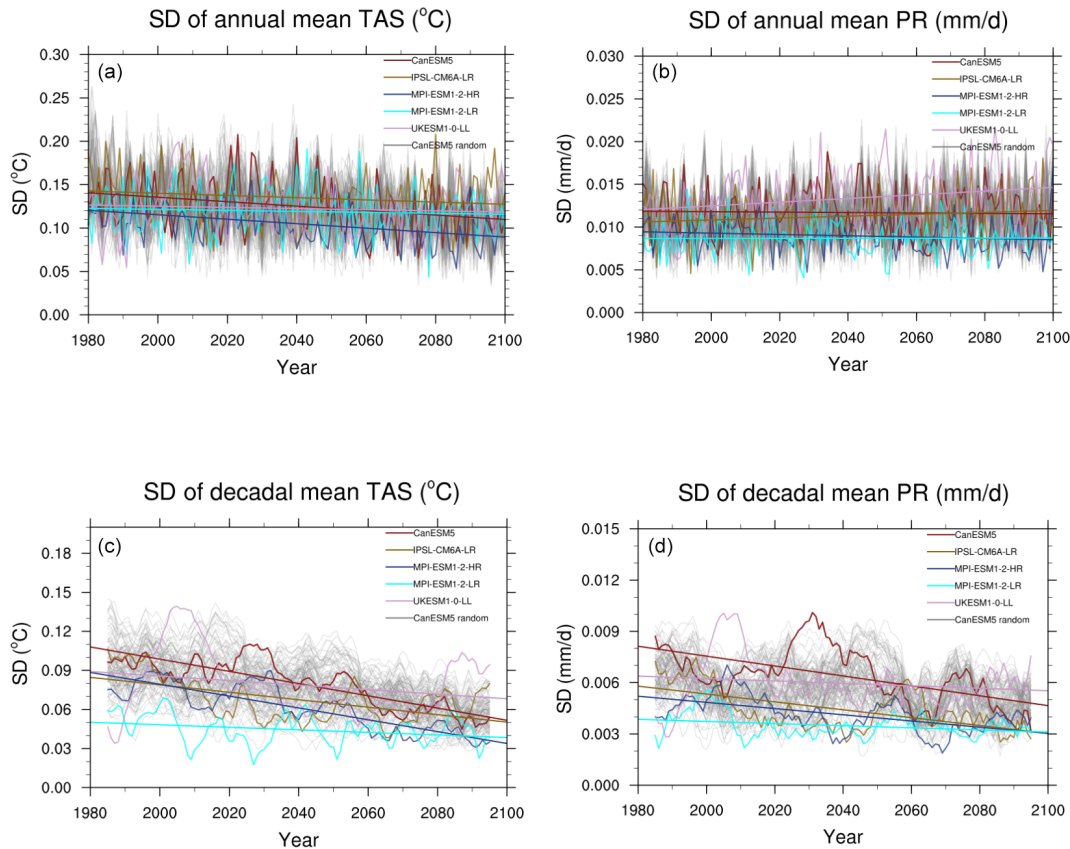 SD of annual mean TAS (°C)
(a)
CanESM5
IPSL-CM6A-LR
MPI-ESM1-2-HR
MPI-ESM1-2-LR
UKESM1-0-LL
CanESM5 random
0.30
0.25
0.20
0.15
0.10
0.05
0.00
SD (°C)
1980 2000 2020 2040 2060 2080 2100
Year
SD of annual mean PR (mm/d)
(b)
CanESM5
IPSL-CM6A-LR
MPI-ESM1-2-HR
MPI-ESM1-2-LR
UKESM1-0-LL
CanESM5 random
0.030
0.025
0.020
0.015
0.010
0.005
0.000
SD (mm/d)
1980 2000 2020 2040 2060 2080 2100
Year
SD of decadal mean TAS (°C)
(c)
CanESM5
IPSL-CM6A-LR
MPI-ESM1-2-HR
MPI-ESM1-2-LR
UKESM1-0-LL
CanESM5 random
0.18
0.15
0.12
0.09
0.06
0.03
0.00
SD (°C)
1980 2000 2020 2040 2060 2080 2100
Year
SD of decadal mean PR (mm/d)
(d)
CanESM5
IPSL-CM6A-LR
MPI-ESM1-2-HR
MPI-ESM1-2-LR
UKESM1-0-LL
CanESM5 random
0.015
0.012
0.009
0.006
0.003
0.000
SD (mm/d)
1980 2000 2020 2040 2060 2080 2100
Year